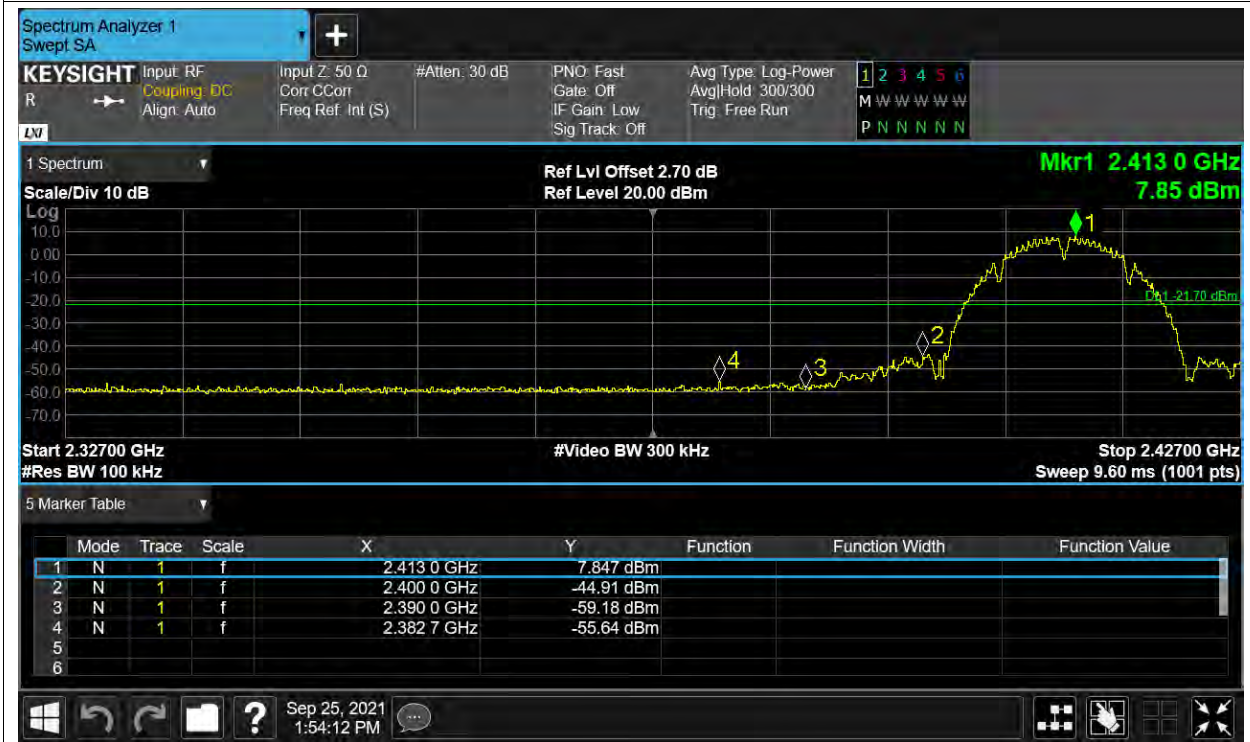 Spectrum Analyzer 1
Swept SA
+
KEYSIGHT Input: RF Input Z: 50 Ω #Atten: 30 dB PNO: Fast Avg Type: Log-Power 1 2 3 4 5 6
R Coupling: DC Corr CCorr Gate: Off Avg|Hold: 300/300 M W W W W W
Align: Auto Freq Ref: Int (S) IF Gain: Low Trig: Free Run
LXI Sig Track: Off P N N N N N
1 Spectrum Ref Lvl Offset 2.70 dB Mkr1 2.413 0 GHz
Scale/Div 10 dB Ref Level 20.00 dBm 7.85 dBm
Log
10.0
0.00
-10.0
-20.0
-30.0
-40.0
-50.0
-60.0
-70.0
1
DL1 -21.70 dBm
2
4
3
Start 2.32700 GHz #Video BW 300 kHz Stop 2.42700 GHz
#Res BW 100 kHz Sweep 9.60 ms (1001 pts)
5 Marker Table
Mode Trace Scale X Y Function Function Width Function Value
1 N 1 f 2.413 0 GHz 7.847 dBm
2 N 1 f 2.400 0 GHz -44.91 dBm
3 N 1 f 2.390 0 GHz -59.18 dBm
4 N 1 f 2.382 7 GHz -55.64 dBm
5
6
? Sep 25, 2021
1:54:12 PM